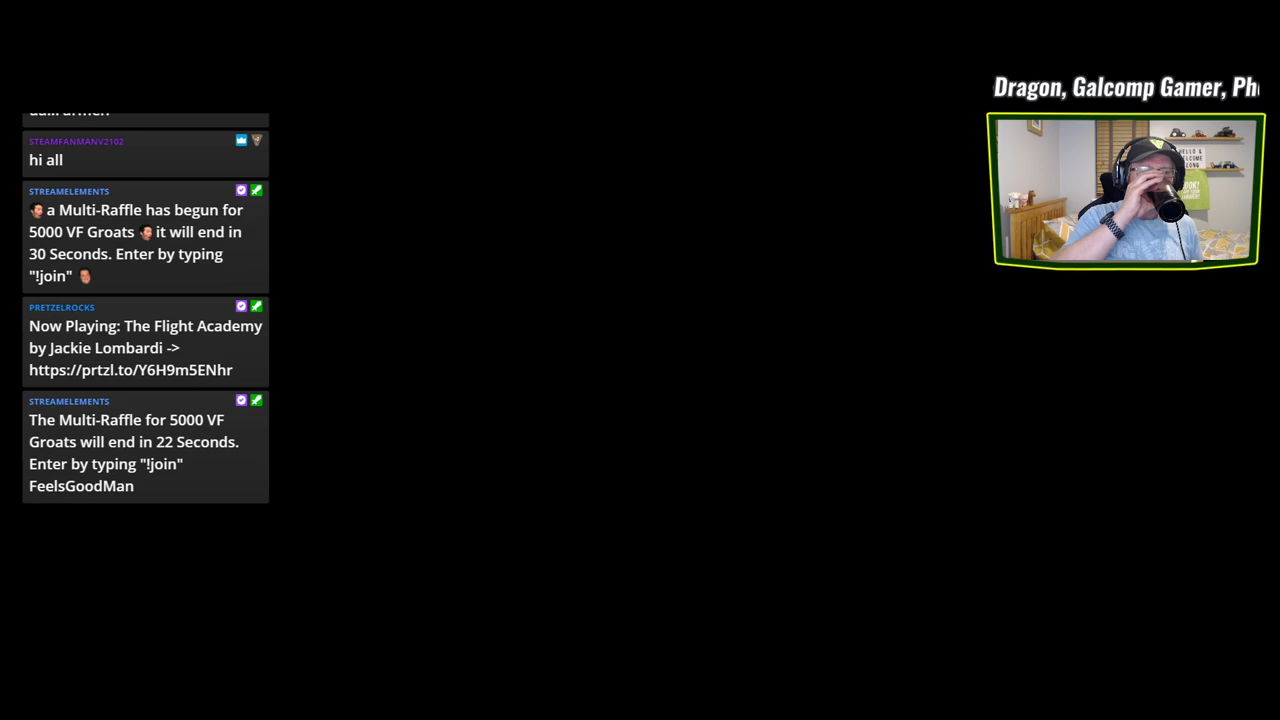 Dragon, Galcomp Gamer, Ph
STEAMFANMANV2102
hi all
STREAMELEMENTS
a Multi-Raffle has begun for
5000 VF Groats it will end in
30 Seconds. Enter by typing
"!join"
PRETZELROCKS
Now Playing: The Flight Academy
by Jackie Lombardi ->
https://prtzl.to/Y6H9m5ENhr
STREAMELEMENTS
The Multi-Raffle for 5000 VF
Groats will end in 22 Seconds.
Enter by typing "!join"
FeelsGoodMan
HELLO &